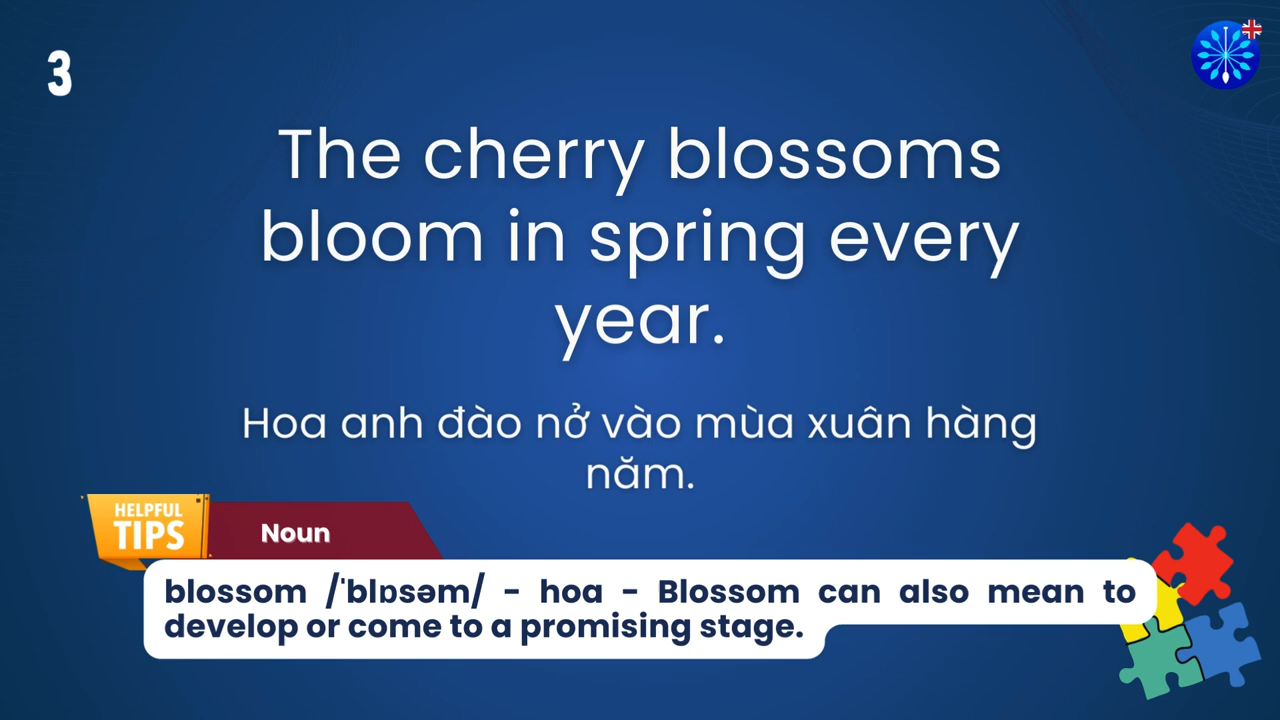 3
The cherry blossoms
bloom in spring every
year.
Hoa anh đào nở vào mùa xuân hàng
năm.
HELPFUL
TIPS
Noun
blossom /ˈblɒsəm/ - hoa - Blossom can also mean to
develop or come to a promising stage.